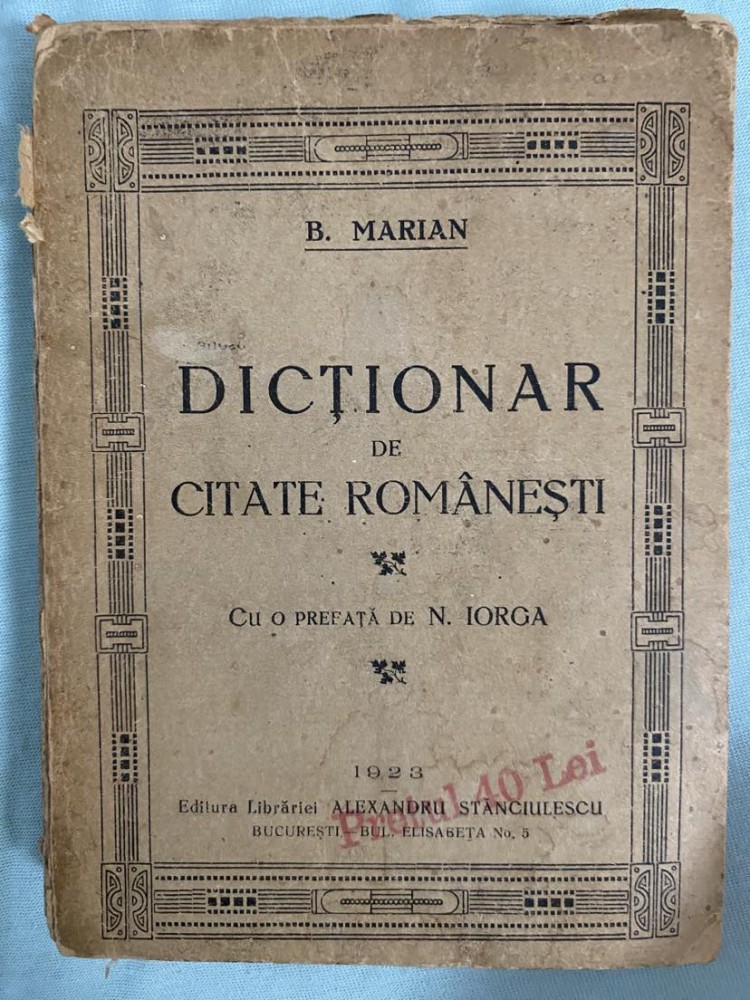 B. MARIAN
DICȚIONAR
DE
CITATE ROMÂNEȘTI
CU O PREFAȚĂ DE N. IORGA
1923
Editura Librăriei ALEXANDRU STĂNCIULESCU
BUCUREȘTI—BUL. ELISABETA No. 5
Prețul 40 Lei